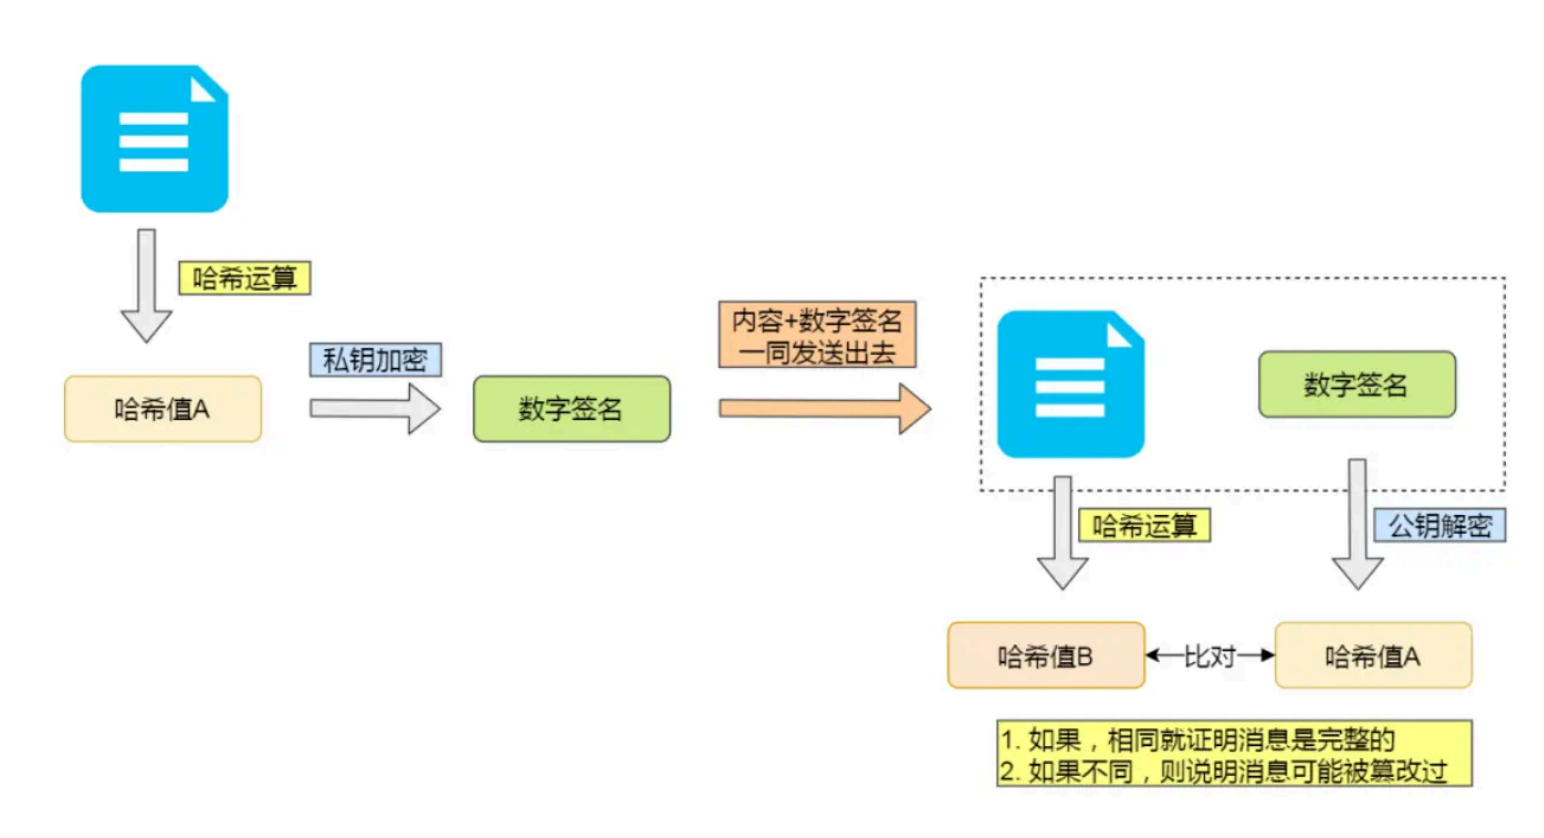 哈希运算
私钥加密
哈希值A
数字签名
内容+数字签名
一同发送出去
数字签名
哈希运算
公钥解密
哈希值B
比对
哈希值A
1. 如果，相同就证明消息是完整的
2. 如果不同，则说明消息可能被篡改过